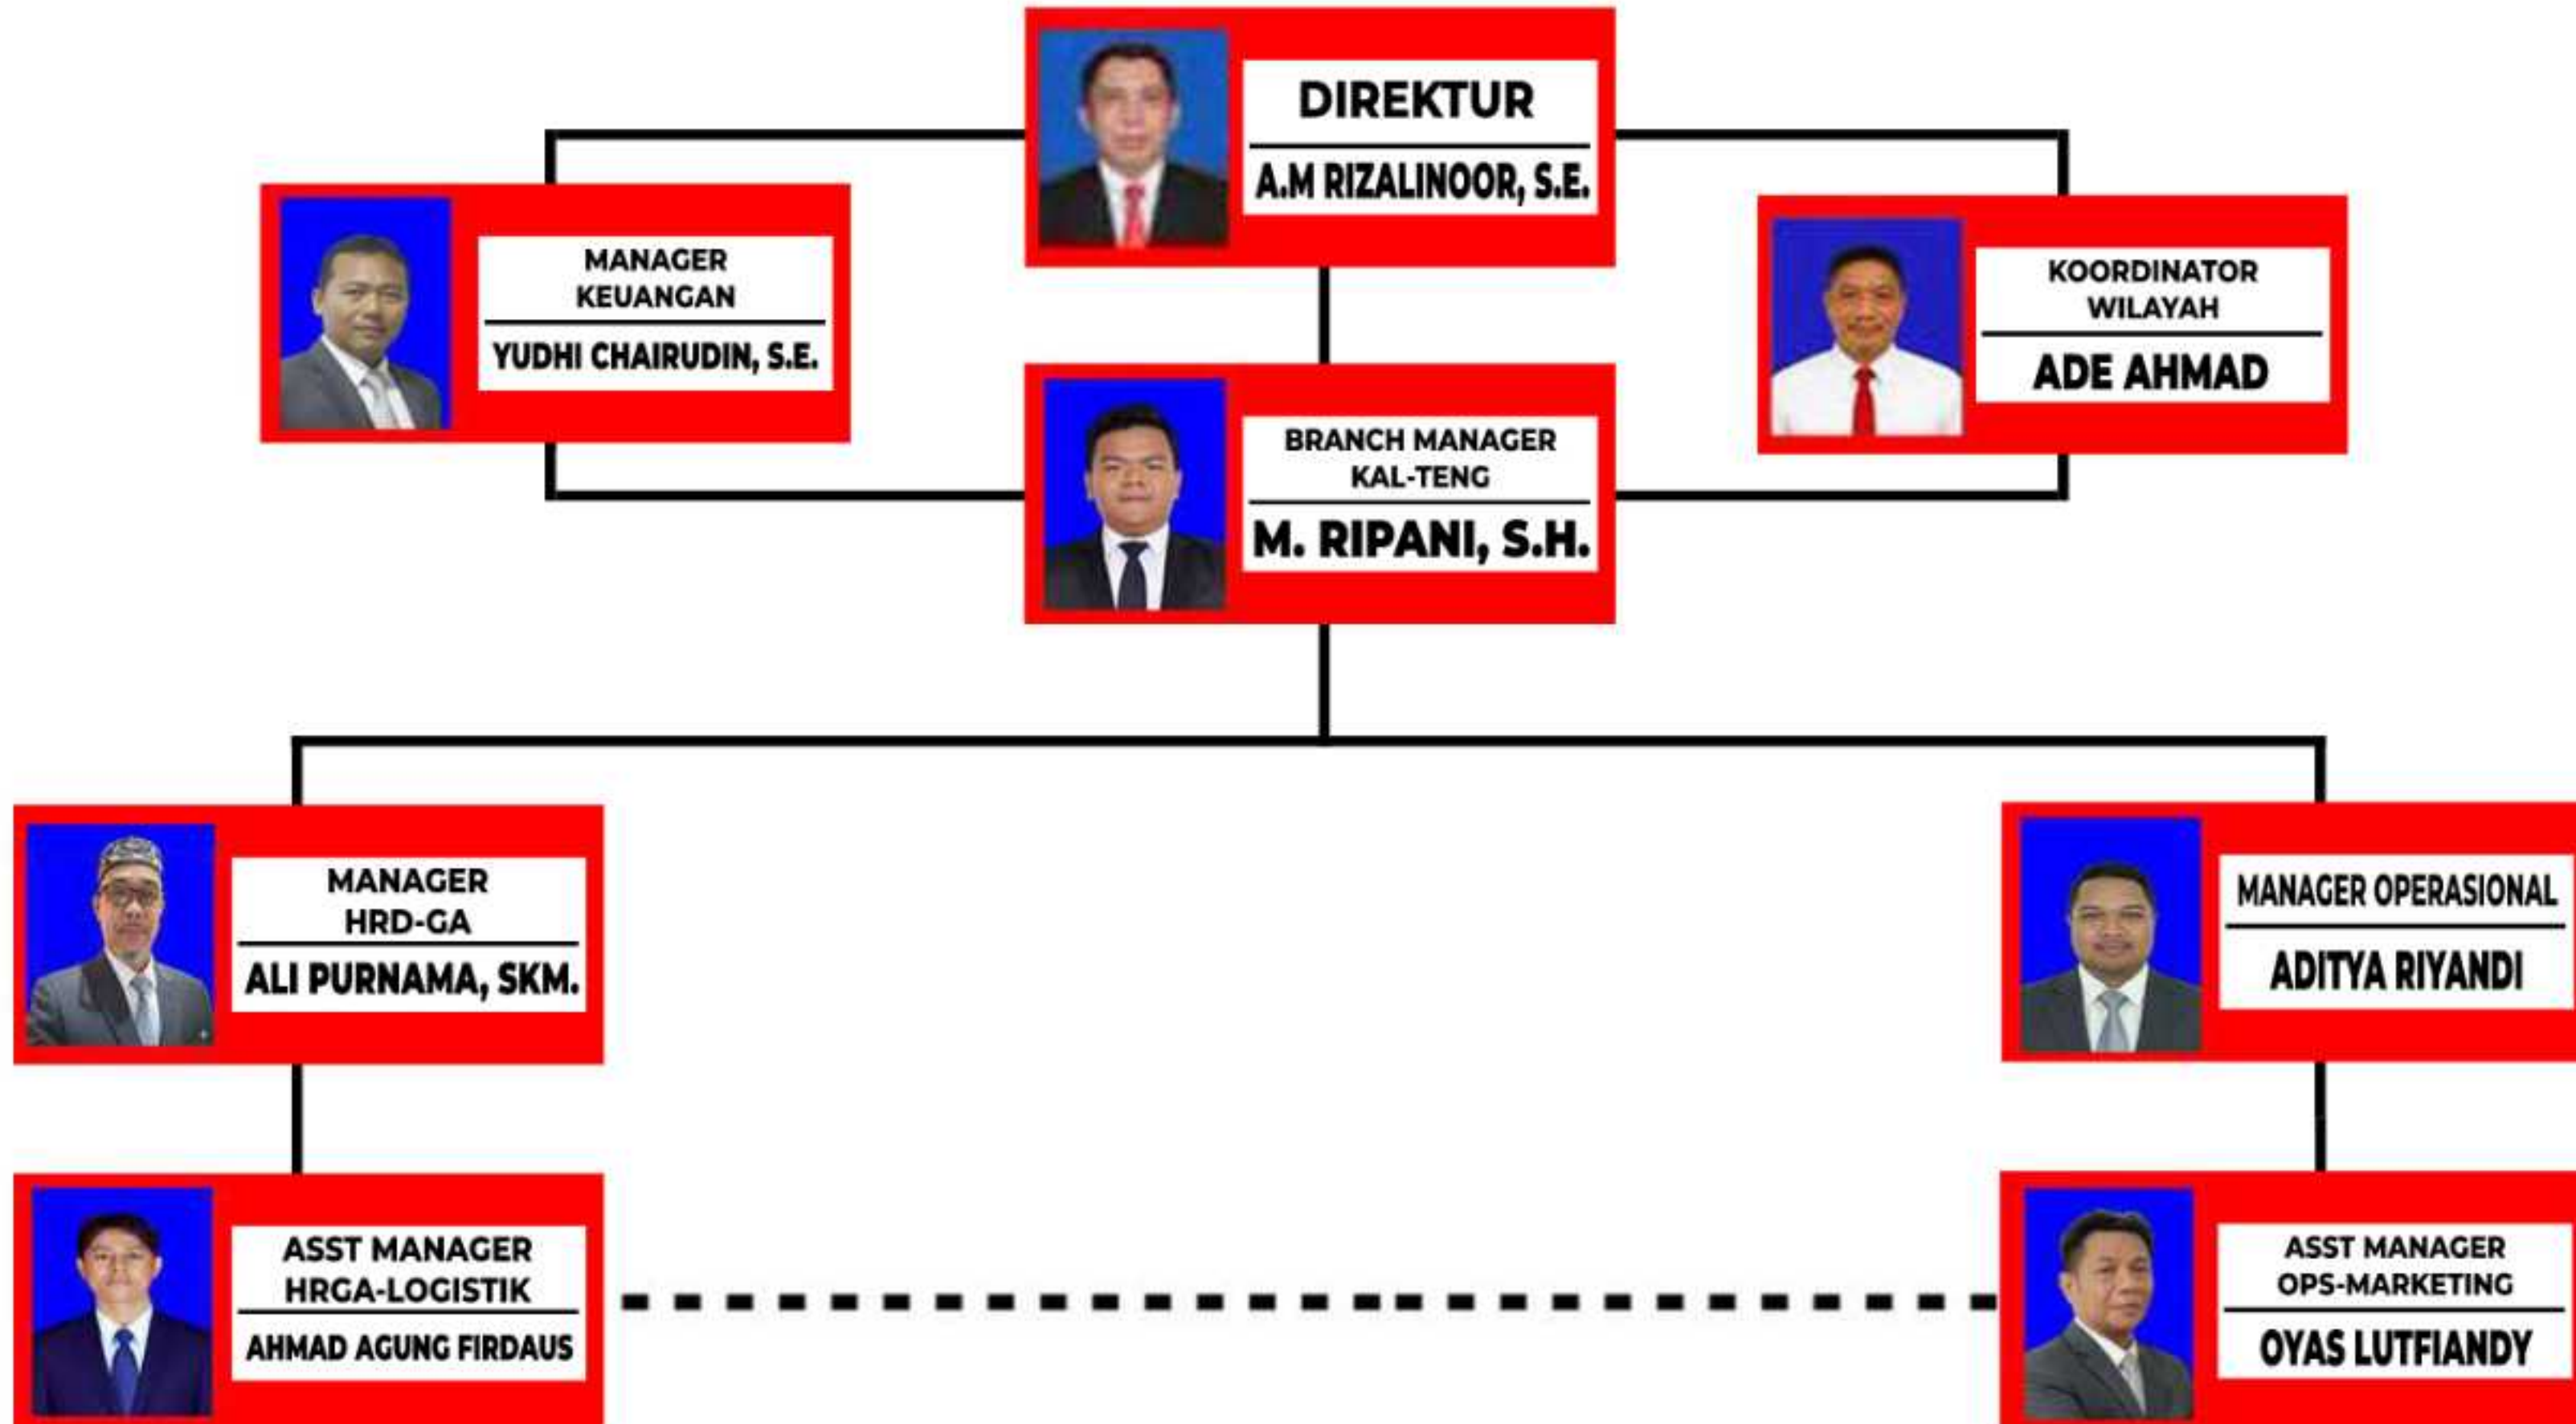 DIREKTUR
A.M RIZALINOOR, S.E.
MANAGER
KEUANGAN
YUDHI CHAIRUDIN, S.E.
KOORDINATOR
WILAYAH
ADE AHMAD
BRANCH MANAGER
KAL-TENG
M. RIPANI, S.H.
MANAGER
HRD-GA
ALI PURNAMA, SKM.
MANAGER OPERASIONAL
ADITYA RIYANDI
ASST MANAGER
HRGA-LOGISTIK
AHMAD AGUNG FIRDAUS
ASST MANAGER
OPS-MARKETING
OYAS LUTFIANDY